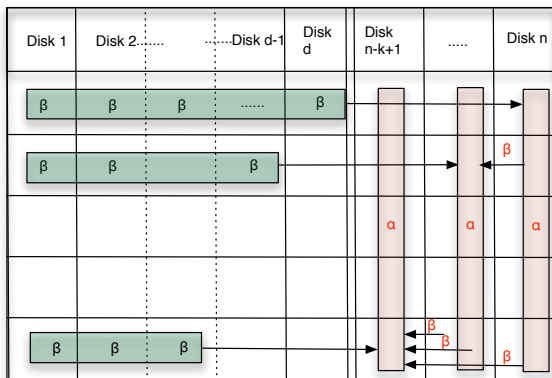 Disk 1 Disk 2....... .......Disk d-1 Disk d Disk n-k+1 ..... Disk n
β β β ...... β
β β β β
α α α
β
β β β β
β